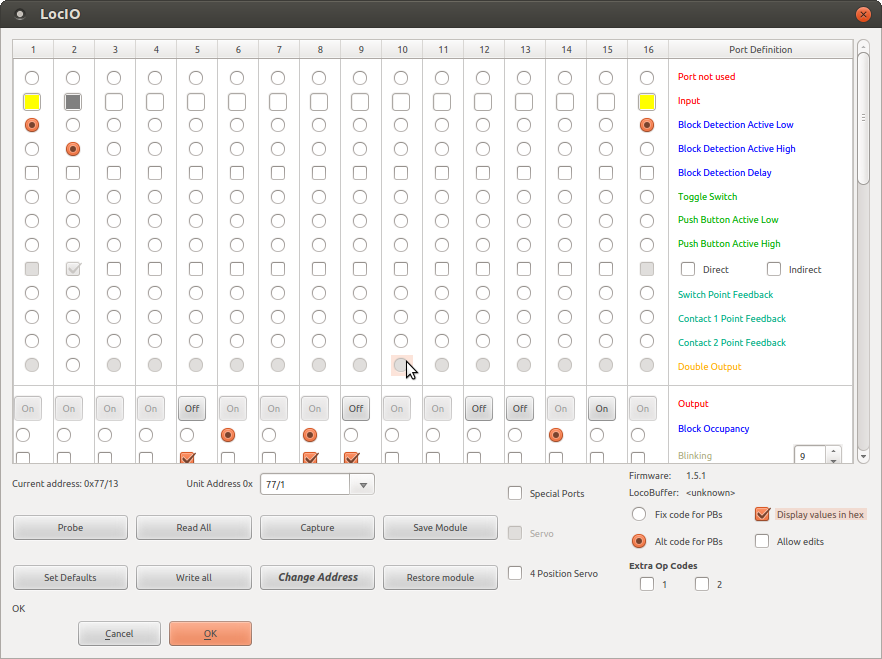 LocIO
1 2 3 4 5 6 7 8 9 10 11 12 13 14 15 16 Port Definition
Port not used
Input
Block Detection Active Low
Block Detection Active High
Block Detection Delay
Toggle Switch
Push Button Active Low
Push Button Active High
Direct Indirect
Switch Point Feedback
Contact 1 Point Feedback
Contact 2 Point Feedback
Double Output
On On On On Off On On On Off On On Off Off On On On Output
Block Occupancy
Blinking 9
Current address: 0x77/13 Unit Address 0x 77/1
Probe Read All Capture Save Module
Set Defaults Write all Change Address Restore module
OK
Cancel OK
Special Ports
Servo
4 Position Servo
Firmware: 1.5.1
LocoBuffer: <unknown>
Fix code for PBs Display values in hex
Alt code for PBs Allow edits
Extra Op Codes
1 2